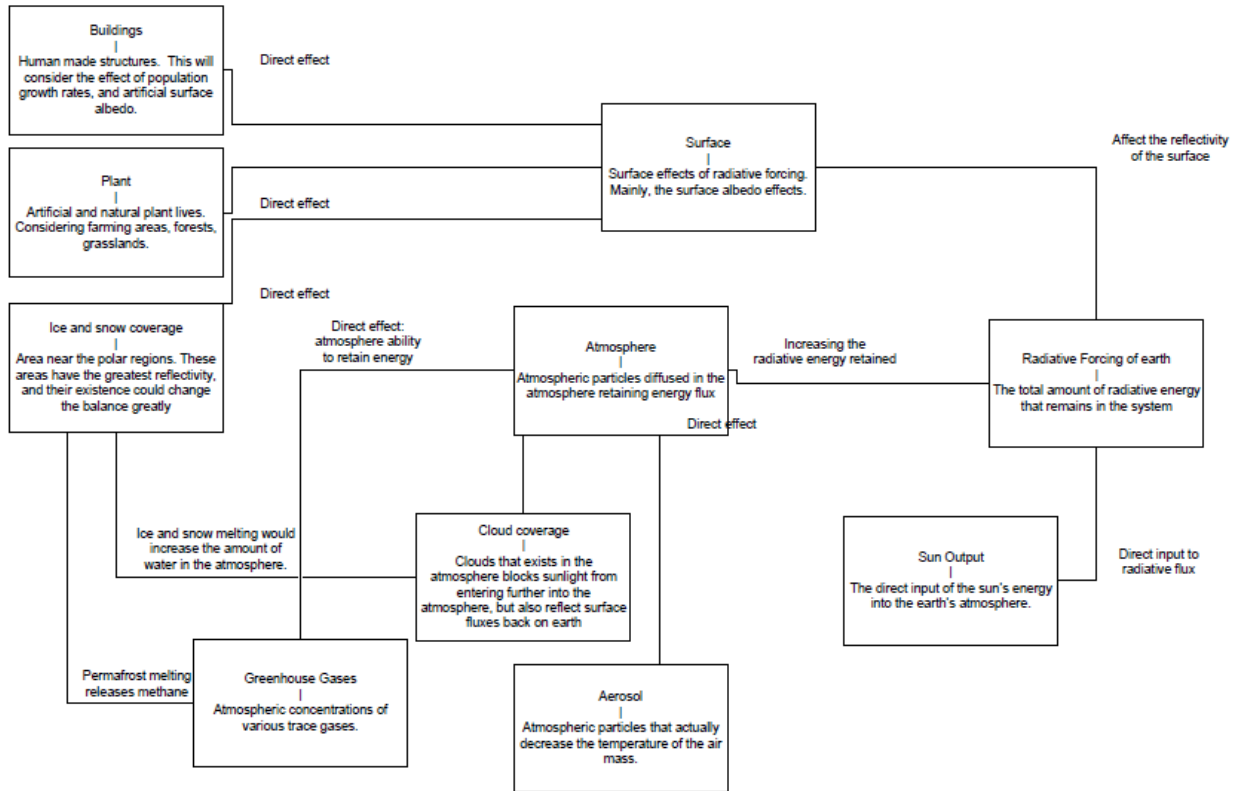 Buildings
|
Human made structures. This will
consider the effect of population
growth rates, and artificial surface
albedo.
Direct effect
Plant
|
Artificial and natural plant lives.
Considering farming areas, forests,
grasslands.
Direct effect
Surface
|
Surface effects of radiative forcing.
Mainly, the surface albedo effects.
Affect the reflectivity
of the surface
Ice and snow coverage
|
Area near the polar regions. These
areas have the greatest reflectivity,
and their existence could change
the balance greatly
Direct effect
Direct effect:
atmosphere ability
to retain energy
Atmosphere
|
Atmospheric particles diffused in the
atmosphere retaining energy flux
Direct effect
Increasing the
radiative energy retained
Radiative Forcing of earth
|
The total amount of radiative energy
that remains in the system
Ice and snow melting would
increase the amount of
water in the atmosphere.
Cloud coverage
|
Clouds that exists in the
atmosphere blocks sunlight from
entering further into the
atmosphere, but also reflect surface
fluxes back on earth
Sun Output
|
The direct input of the sun's energy
into the earth's atmosphere.
Direct input to
radiative flux
Permafrost melting
releases methane
Greenhouse Gases
|
Atmospheric concentrations of
various trace gases.
Aerosol
|
Atmospheric particles that actually
decrease the temperature of the air
mass.